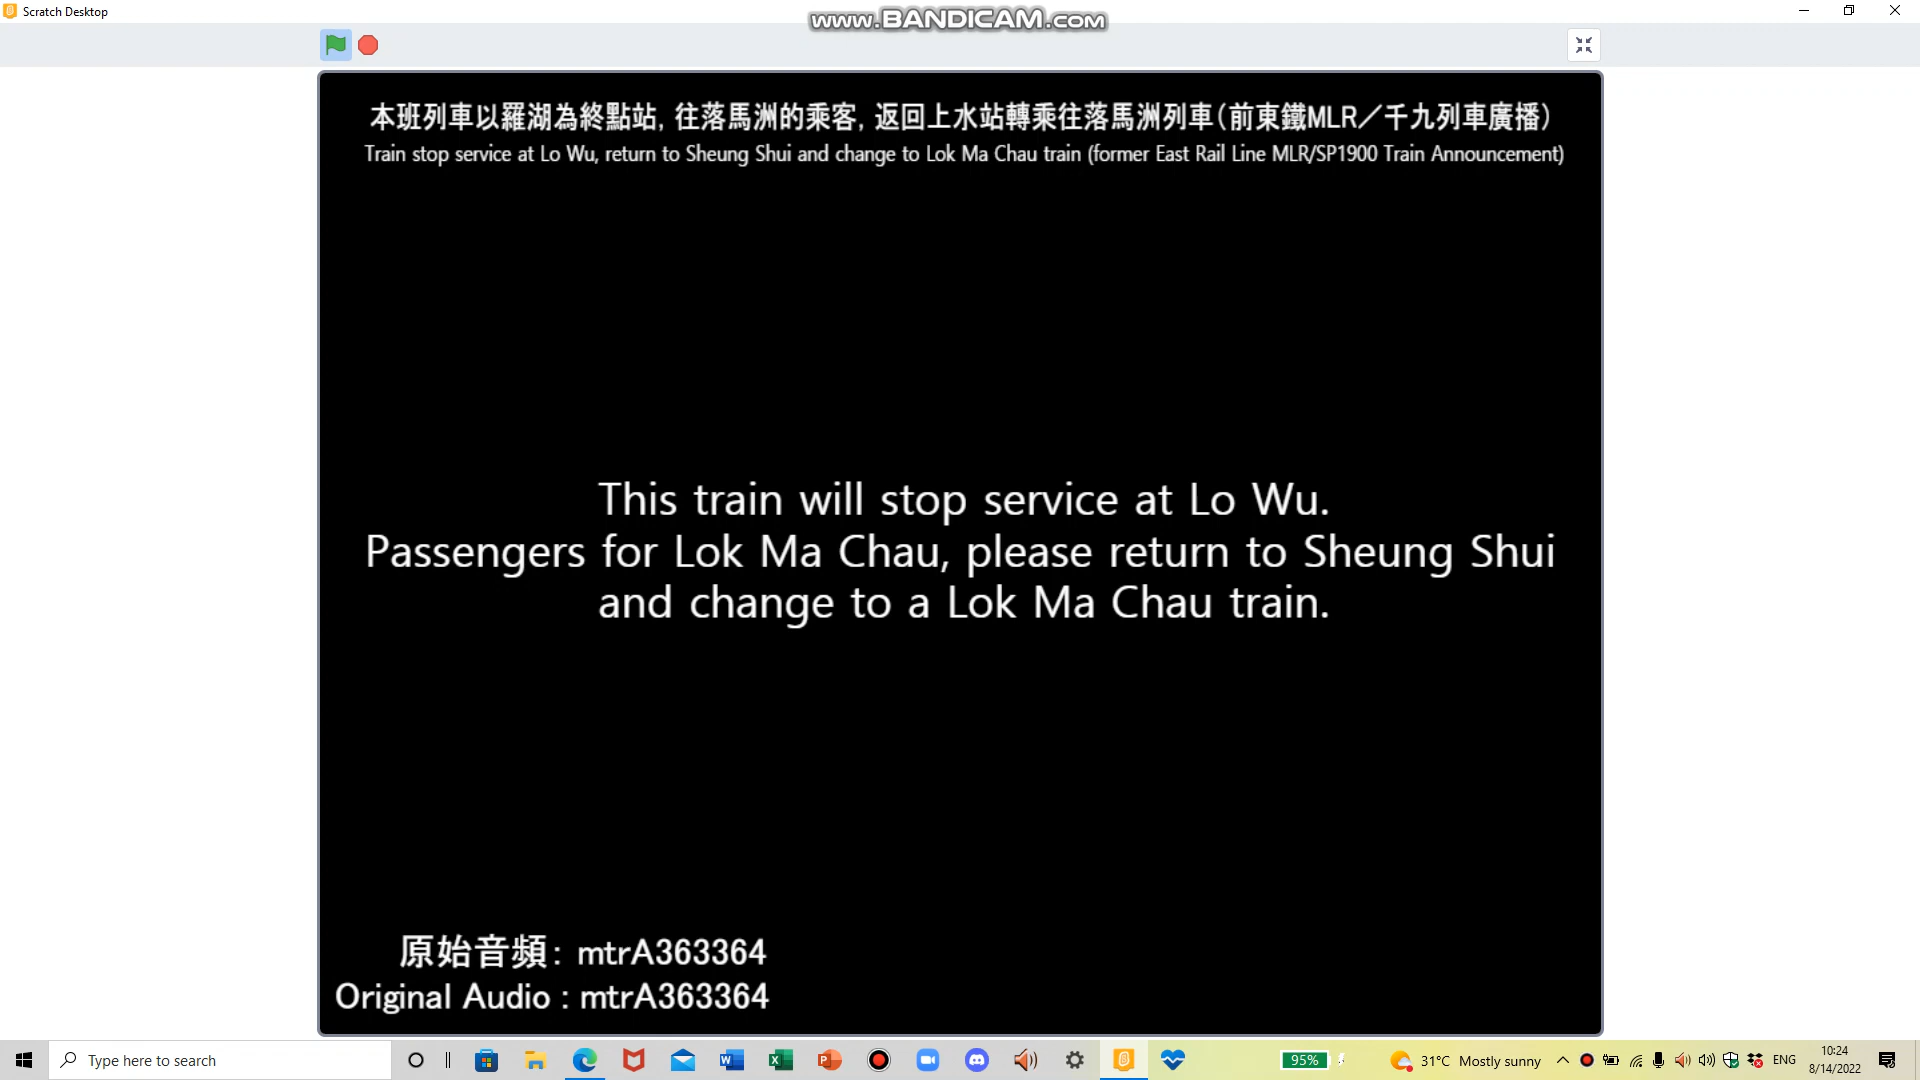 Scratch Desktop
www.BANDICAM.com
本班列車以羅湖為終點站, 往落馬洲的乘客, 返回上水站轉乘往落馬洲列車(前東鐵MLR／千九列車廣播)
Train stop service at Lo Wu, return to Sheung Shui and change to Lok Ma Chau train (former East Rail Line MLR/SP1900 Train Announcement)
This train will stop service at Lo Wu.
Passengers for Lok Ma Chau, please return to Sheung Shui
and change to a Lok Ma Chau train.
原始音頻: mtrA363364
Original Audio : mtrA363364
Type here to search
95%
31°C Mostly sunny
ENG
10:24
8/14/2022